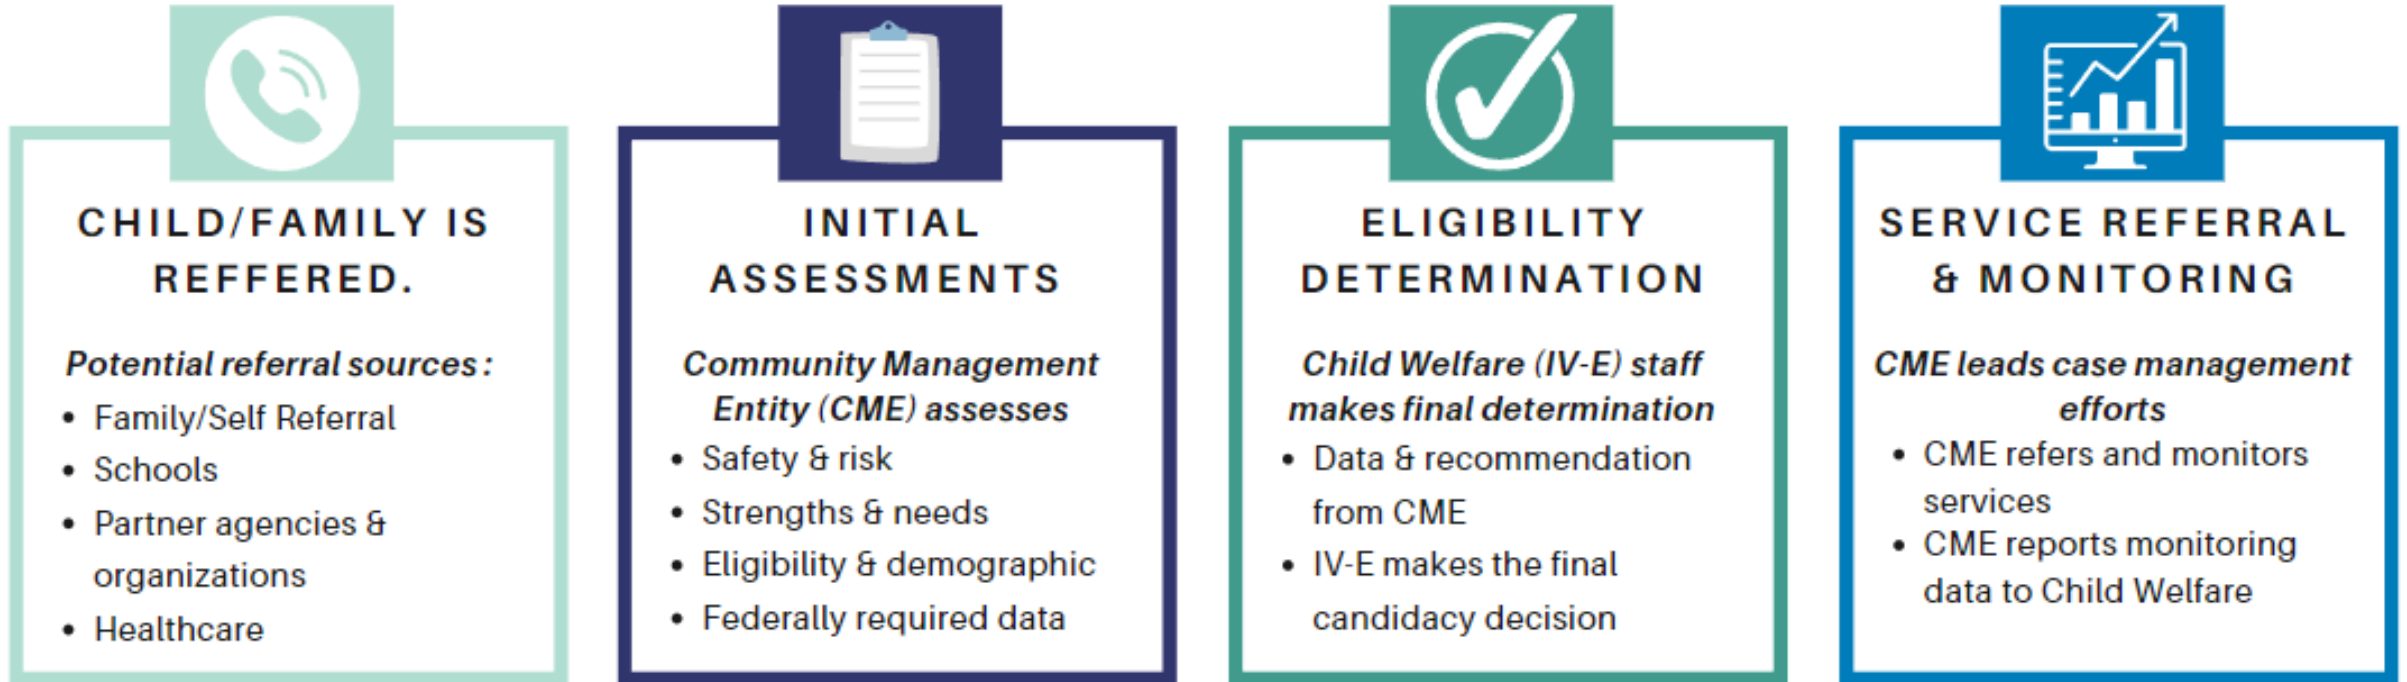 CHILD/FAMILY IS
REFFERED.
Potential referral sources:
• Family/Self Referral
• Schools
• Partner agencies &
organizations
• Healthcare
INITIAL
ASSESSMENTS
Community Management
Entity (CME) assesses
• Safety & risk
• Strengths & needs
• Eligibility & demographic
• Federally required data
ELIGIBILITY
DETERMINATION
Child Welfare (IV-E) staff
makes final determination
• Data & recommendation
from CME
• IV-E makes the final
candidacy decision
SERVICE REFERRAL
& MONITORING
CME leads case management
efforts
• CME refers and monitors
services
• CME reports monitoring
data to Child Welfare